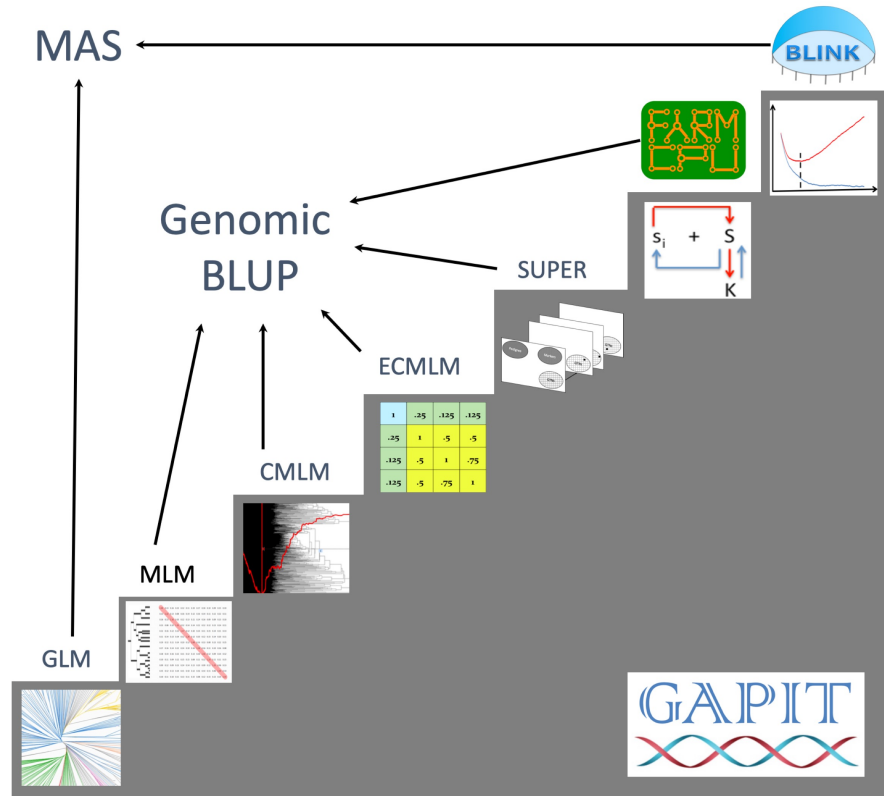 MAS
BLINK
FARM
CPU
Genomic
BLUP
SUPER
si + S
K
ECMLM
1 .25 .125 .125
.25 1 .5 .5
.125 .5 1 .75
.125 .5 .75 1
CMLM
MLM
GLM
GAPIT